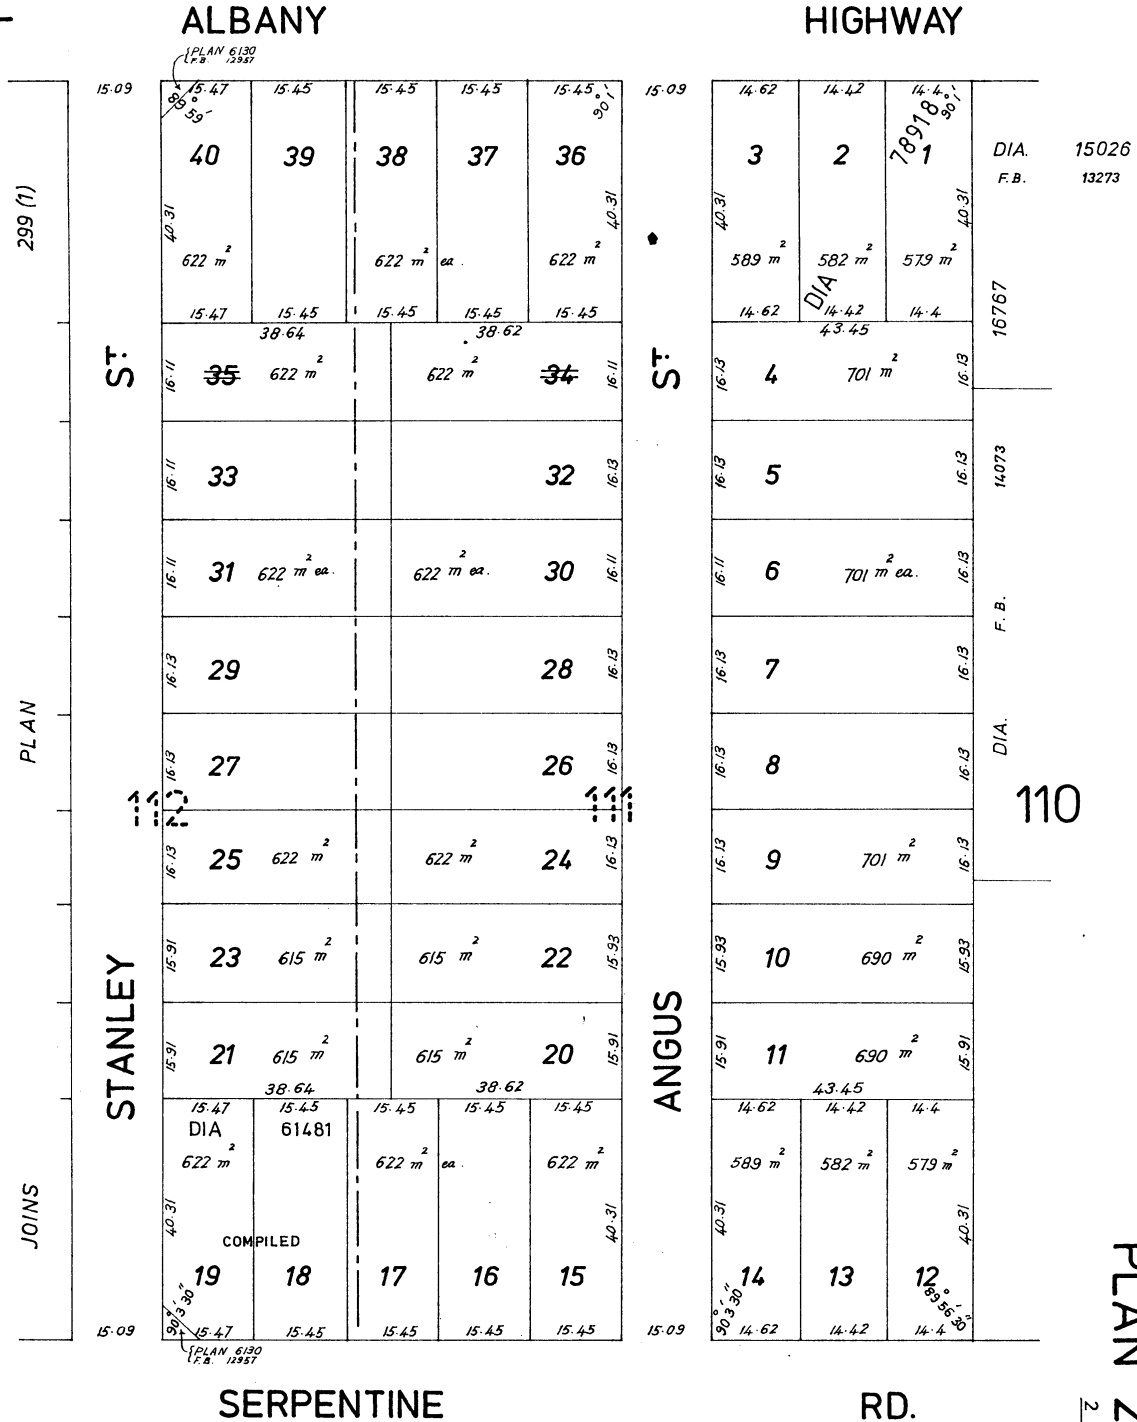 ALBANY HIGHWAY
PLAN 6130
F.B. 12957
15.09 15.47 15.45 15.45 15.45 15.45 15.09 14.62 14.42 14.4
89° 59′ 90° 1′ 90° 1′
78918
40 39 38 37 36 3 2 1
DIA. 15026
F.B. 13273
299 (1)
40.31 40.31 40.31 40.31
622 m² 622 m² ea. 622 m² 589 m² 582 m² 579 m²
DIA
16767
15.47 15.45 15.45 15.45 15.45 14.62 14.42 14.4
38.64 38.62 43.45
ST. ST.
16.11 35 622 m² 622 m² 34 16.11 16.13 4 701 m² 16.13
16.11 33 32 16.13 16.13 5 16.13
14073
16.11 31 622 m² ea. 622 m² ea. 30 16.11 16.11 6 701 m² ea. 16.13
F.B.
16.13 29 28 16.13 16.13 7 16.13
PLAN
DIA.
16.13 27 26 16.13 16.13 8 16.13
112 111 110
16.13 25 622 m² 622 m² 24 16.13 16.13 9 701 m² 16.13
15.91 23 615 m² 615 m² 22 15.93 15.93 10 690 m² 15.93
STANLEY ANGUS
15.91 21 615 m² 615 m² 20 15.91 15.91 11 690 m² 15.91
38.64 38.62 43.45
15.47 15.45 15.45 15.45 15.45 14.62 14.42 14.4
DIA 61481
622 m² 622 m² ea. 622 m² 589 m² 582 m² 579 m²
JOINS
40.31 40.31 40.31 40.31
COMPILED
19 18 17 16 15 14 13 12
90° 3′ 30″ 90° 3′ 30″ 89° 56′ 30″
15.09 15.47 15.45 15.45 15.45 15.45 15.09 14.62 14.42 14.4
PLAN 6130
F.B. 12957
PLAN 2
2
SERPENTINE RD.